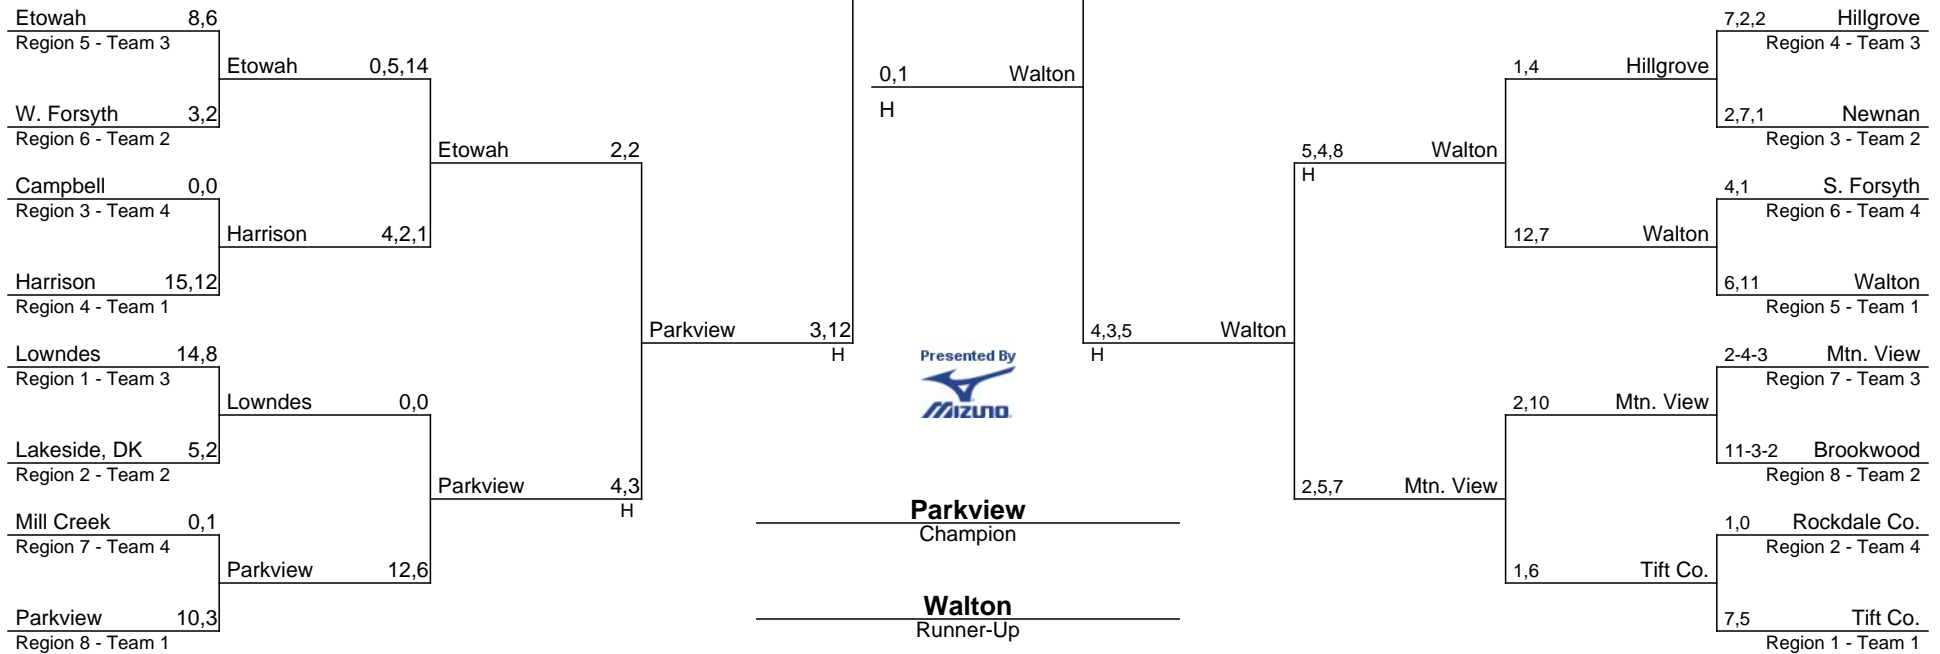 Etowah 8,6
Region 5 - Team 3
W. Forsyth 3,2
Region 6 - Team 2
Campbell 0,0
Region 3 - Team 4
Harrison 15,12
Region 4 - Team 1
Lowndes 14,8
Region 1 - Team 3
Lakeside, DK 5,2
Region 2 - Team 2
Mill Creek 0,1
Region 7 - Team 4
Parkview 10,3
Region 8 - Team 1
Etowah 0,5,14
Harrison 4,2,1
Lowndes 0,0
Parkview 12,6
Etowah 2,2
Parkview 4,3
H
Parkview 3,12
H
0,1 Walton
H
Presented By
MIZUNO
Parkview
Champion
Walton
Runner-Up
4,3,5 Walton
H
5,4,8 Walton
H
2,5,7 Mtn. View
1,4 Hillgrove
12,7 Walton
2,10 Mtn. View
1,6 Tift Co.
7,2,2 Hillgrove
Region 4 - Team 3
2,7,1 Newnan
Region 3 - Team 2
4,1 S. Forsyth
Region 6 - Team 4
6,11 Walton
Region 5 - Team 1
2-4-3 Mtn. View
Region 7 - Team 3
11-3-2 Brookwood
Region 8 - Team 2
1,0 Rockdale Co.
Region 2 - Team 4
7,5 Tift Co.
Region 1 - Team 1